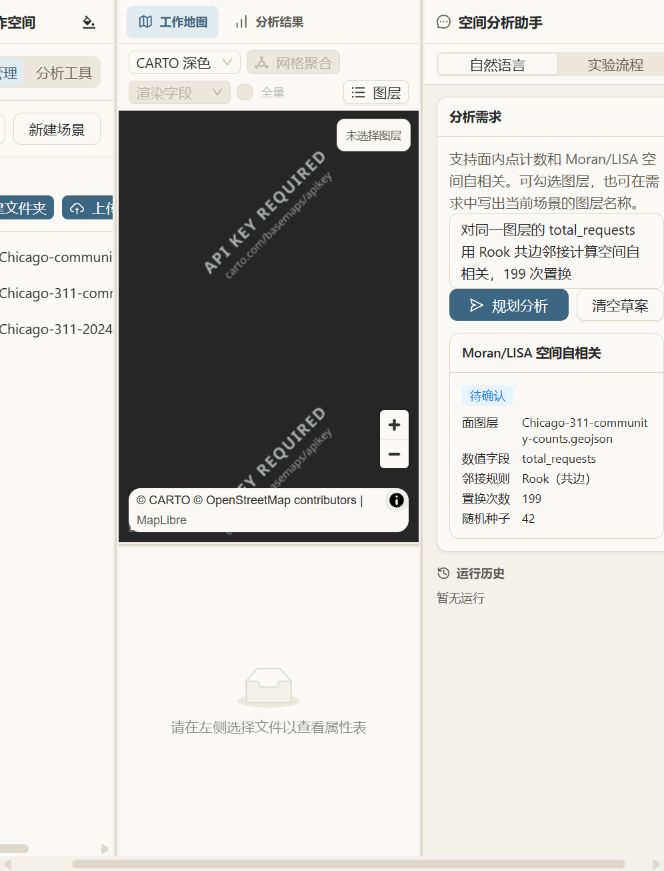 作空间
管理
分析工具
新建场景
建文件夹
上传
Chicago-communi
Chicago-311-comm
Chicago-311-2024
工作地图
分析结果
CARTO 深色
网格聚合
渲染字段
全量
图层
未选择图层
API KEY REQUIRED
carto.com/basemaps/apikey
KEY REQUIRED
basemaps/apikey
+
−
© CARTO © OpenStreetMap contributors |
MapLibre
请在左侧选择文件以查看属性表
空间分析助手
自然语言
实验流程
分析需求
支持面内点计数和 Moran/LISA 空
间自相关。可勾选图层，也可在需
求中写出当前场景的图层名称。
对同一图层的 total_requests
用 Rook 共边邻接计算空间自
相关，199 次置换
规划分析
清空草案
Moran/LISA 空间自相关
待确认
面图层 Chicago-311-communit
y-counts.geojson
数值字段 total_requests
邻接规则 Rook（共边）
置换次数 199
随机种子 42
运行历史
暂无运行